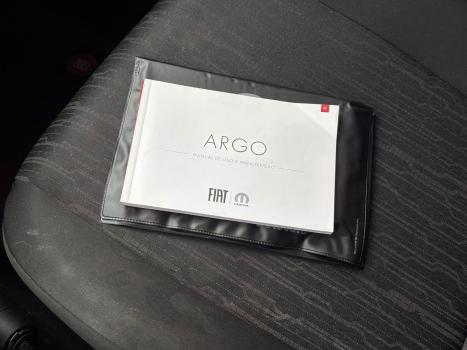 ARGO
MANUAL DE USO E MANUTENÇÃO
FIAT